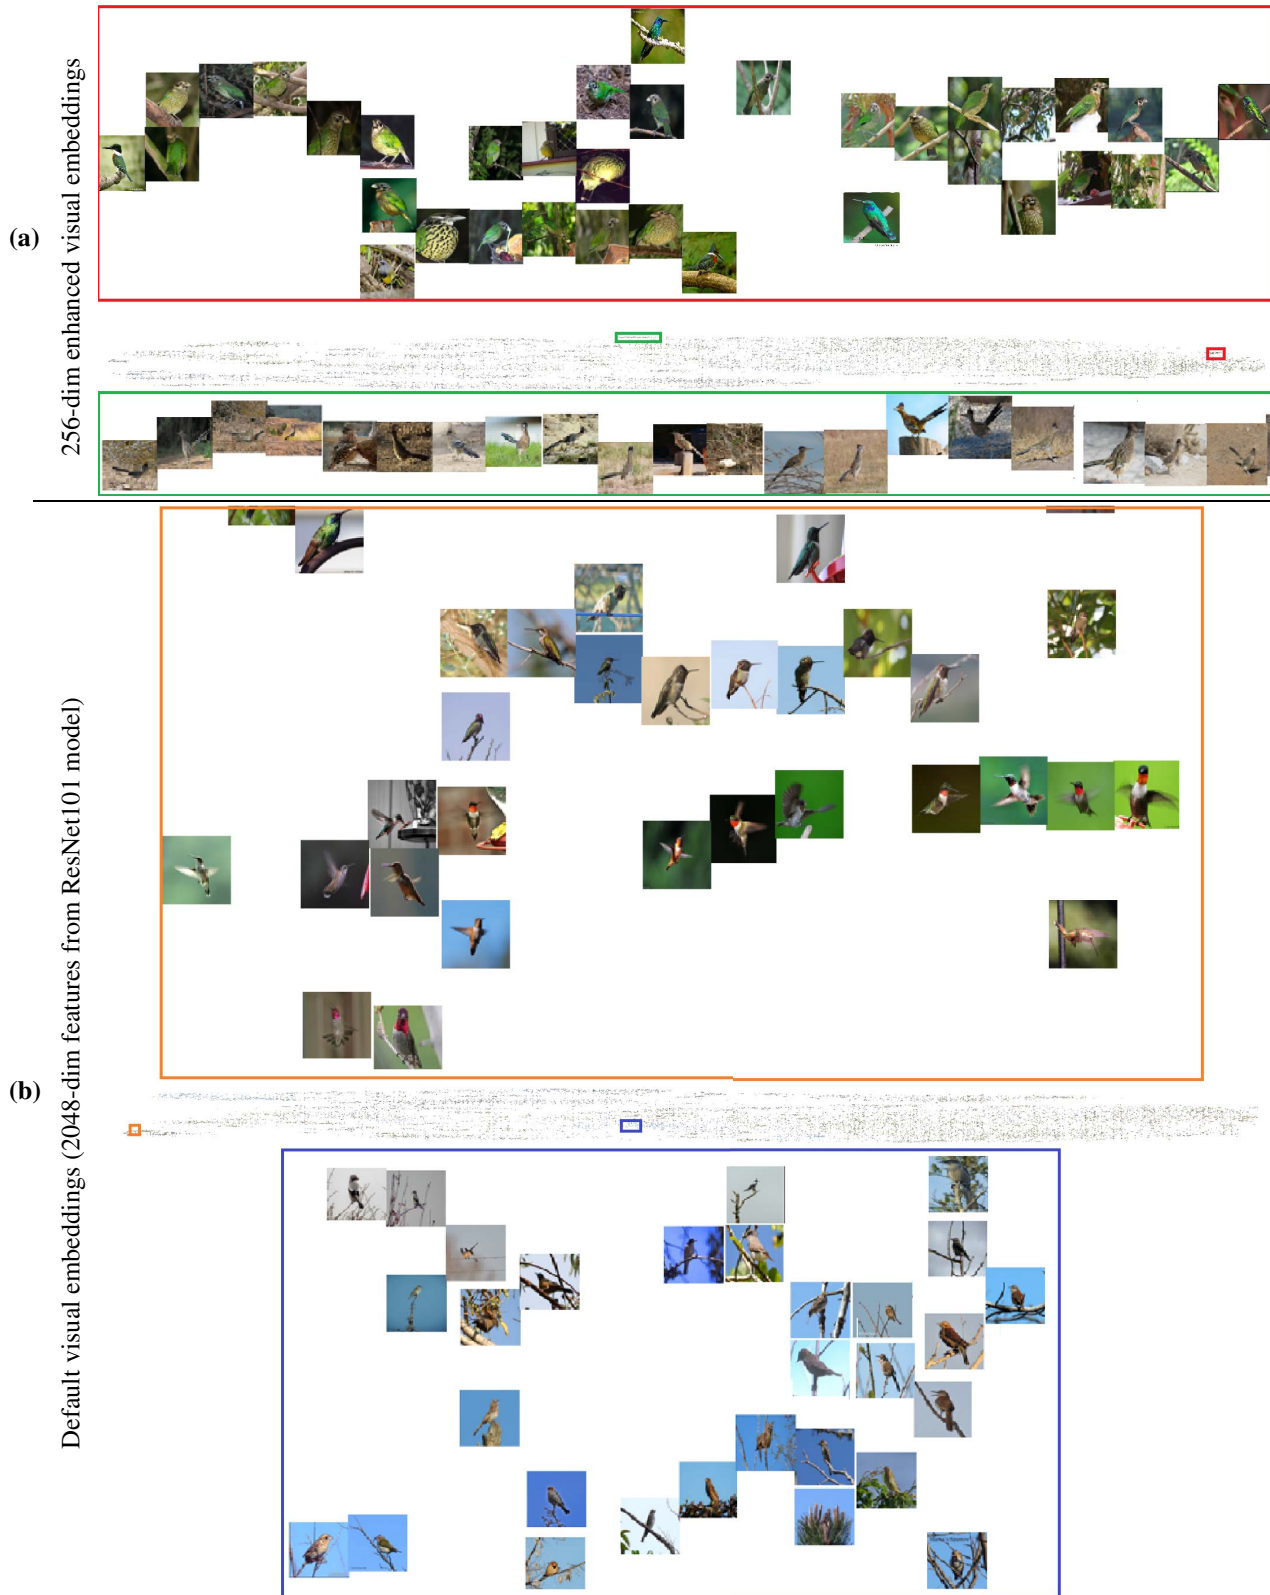 (a)
256-dim enhanced visual embeddings
(b)
Default visual embeddings (2048-dim features from ResNet101 model)